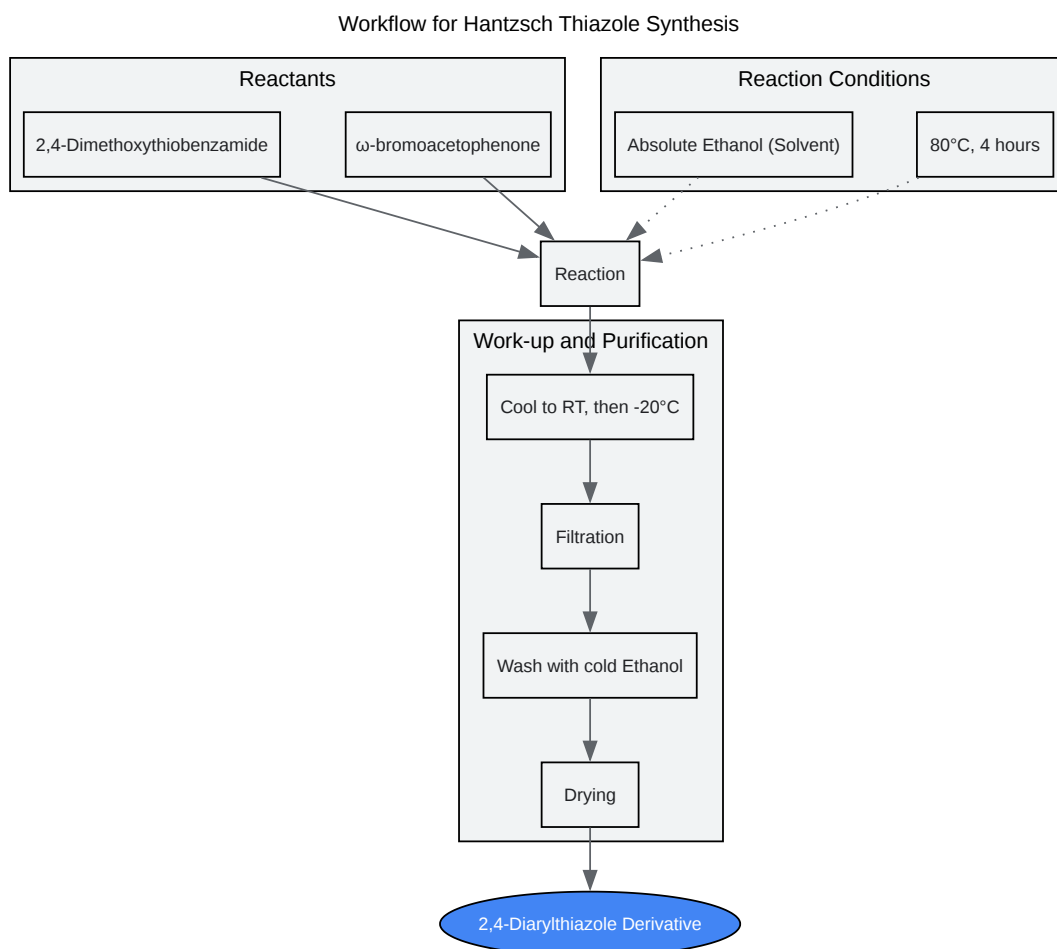 Workflow for Hantzsch Thiazole Synthesis
Reactants
Reaction Conditions
2,4-Dimethoxythiobenzamide
ω-bromoacetophenone
Absolute Ethanol (Solvent)
80°C, 4 hours
Reaction
Work-up and Purification
Cool to RT, then -20°C
Filtration
Wash with cold Ethanol
Drying
2,4-Diarylthiazole Derivative